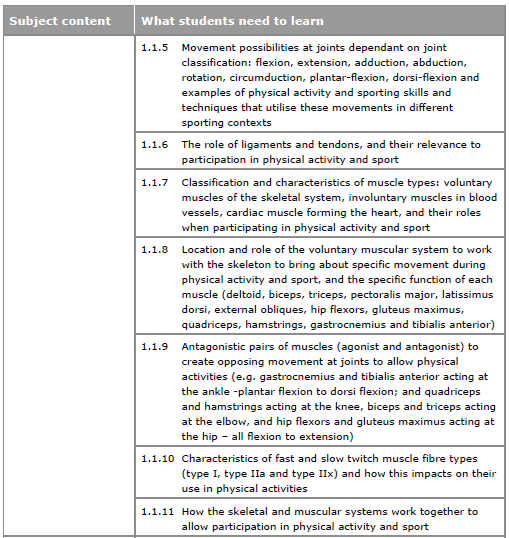 Subject content What students need to learn
1.1.5 Movement possibilities at joints dependant on joint
classification: flexion, extension, adduction, abduction,
rotation, circumduction, plantar-flexion, dorsi-flexion and
examples of physical activity and sporting skills and
techniques that utilise these movements in different
sporting contexts
1.1.6 The role of ligaments and tendons, and their relevance to
participation in physical activity and sport
1.1.7 Classification and characteristics of muscle types: voluntary
muscles of the skeletal system, involuntary muscles in blood
vessels, cardiac muscle forming the heart, and their roles
when participating in physical activity and sport
1.1.8 Location and role of the voluntary muscular system to work
with the skeleton to bring about specific movement during
physical activity and sport, and the specific function of each
muscle (deltoid, biceps, triceps, pectoralis major, latissimus
dorsi, external obliques, hip flexors, gluteus maximus,
quadriceps, hamstrings, gastrocnemius and tibialis anterior)
1.1.9 Antagonistic pairs of muscles (agonist and antagonist) to
create opposing movement at joints to allow physical
activities (e.g. gastrocnemius and tibialis anterior acting at
the ankle -plantar flexion to dorsi flexion; and quadriceps
and hamstrings acting at the knee, biceps and triceps acting
at the elbow, and hip flexors and gluteus maximus acting at
the hip – all flexion to extension)
1.1.10 Characteristics of fast and slow twitch muscle fibre types
(type I, type IIa and type IIx) and how this impacts on their
use in physical activities
1.1.11 How the skeletal and muscular systems work together to
allow participation in physical activity and sport